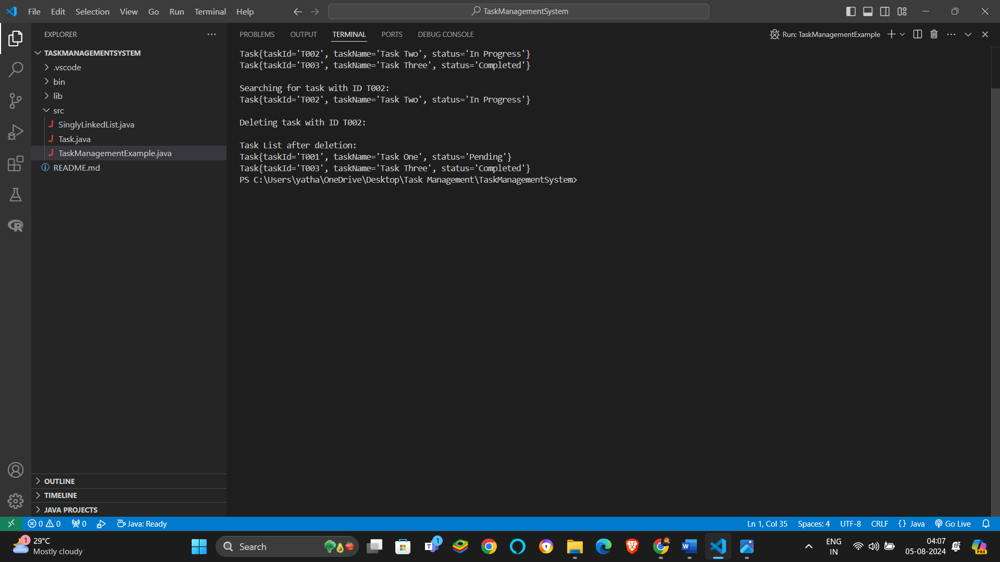 File Edit Selection View Go Run Terminal Help
TaskManagementSystem
EXPLORER
PROBLEMS OUTPUT TERMINAL PORTS DEBUG CONSOLE
Run: TaskManagementExample
TASKMANAGEMENTSYSTEM
.vscode
bin
lib
src
J SinglyLinkedList.java
J Task.java
J TaskManagementExample.java
README.md
Task{taskId='T002', taskName='Task Two', status='In Progress'}
Task{taskId='T003', taskName='Task Three', status='Completed'}
Searching for task with ID T002:
Task{taskId='T002', taskName='Task Two', status='In Progress'}
Deleting task with ID T002:
Task List after deletion:
Task{taskId='T001', taskName='Task One', status='Pending'}
Task{taskId='T003', taskName='Task Three', status='Completed'}
PS C:\Users\yatha\OneDrive\Desktop\Task Management\TaskManagementSystem>
OUTLINE
TIMELINE
JAVA PROJECTS
0 0 0 Java: Ready
Ln 1, Col 35 Spaces: 4 UTF-8 CRLF {} Java Go Live
1
29°C
Mostly cloudy
Search
1
ENG
IN
04:07
05-08-2024
PRE